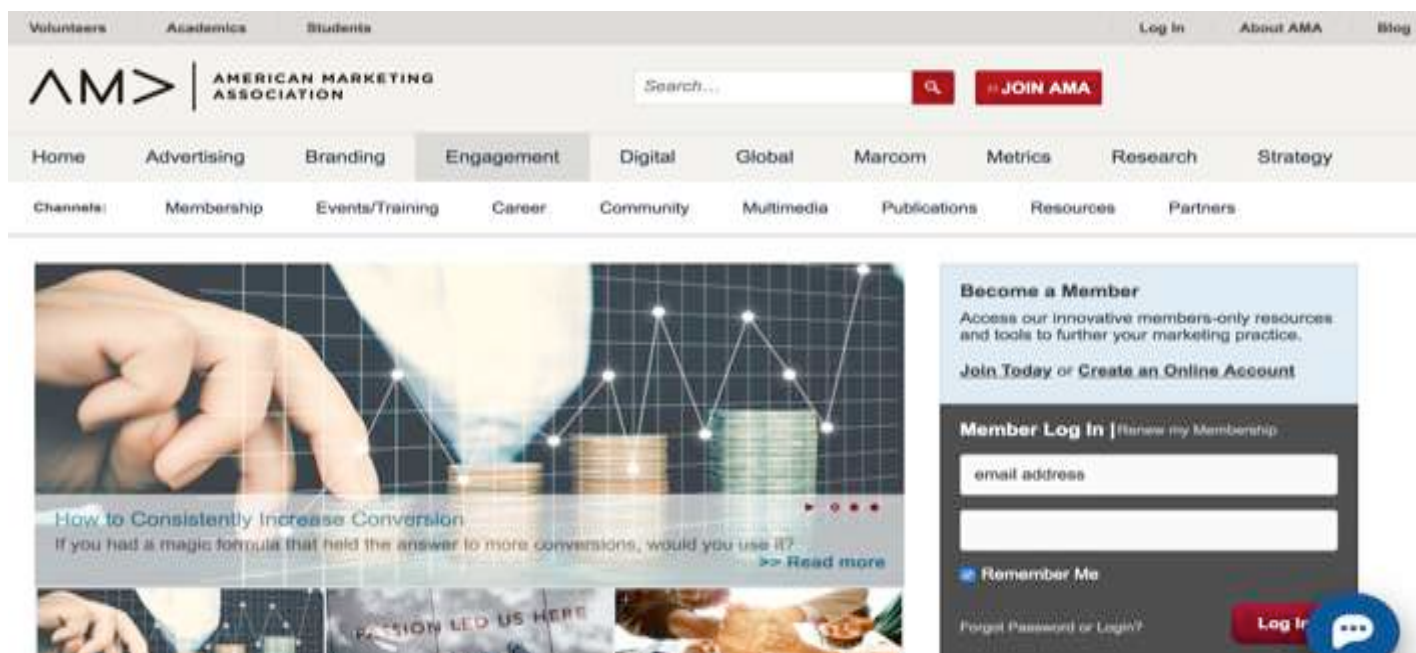 Volunteers Academics Students Log In About AMA Blog
AMA AMERICAN MARKETING
ASSOCIATION
Search...
JOIN AMA
Home Advertising Branding Engagement Digital Global Marcom Metrics Research Strategy
Channels: Membership Events/Training Career Community Multimedia Publications Resources Partners
How to Consistently Increase Conversion
If you had a magic formula that held the answer to more conversions, would you use it?
>> Read more
PASSION LED US HERE
Become a Member
Access our innovative members-only resources
and tools to further your marketing practice.
Join Today or Create an Online Account
Member Log In |Renew my Membership
email address
Remember Me
Forgot Password or Login?
Log In